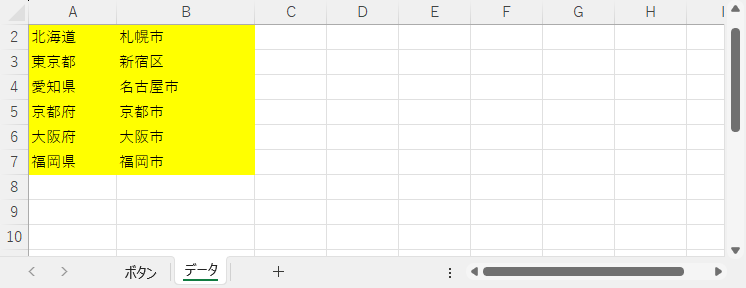 A B C D E F G H I
2 北海道 札幌市
3 東京都 新宿区
4 愛知県 名古屋市
5 京都府 京都市
6 大阪府 大阪市
7 福岡県 福岡市
8
9
10
ボタン データ +